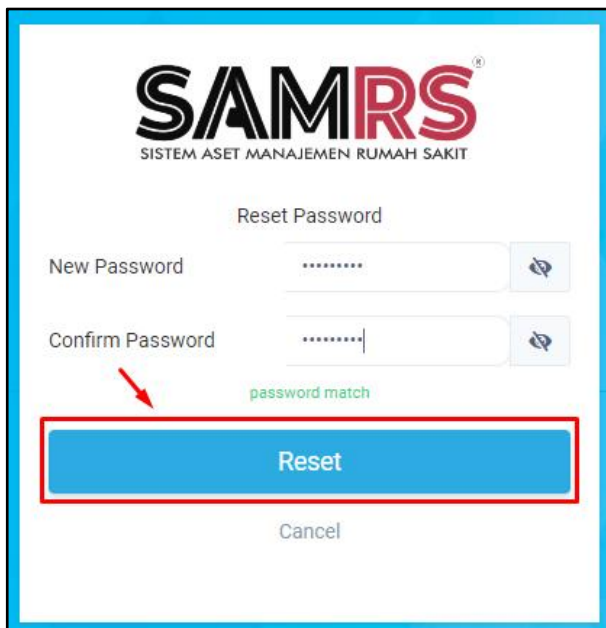 SAMRS®
SISTEM ASET MANAJEMEN RUMAH SAKIT
Reset Password
New Password
Confirm Password
password match
Reset
Cancel